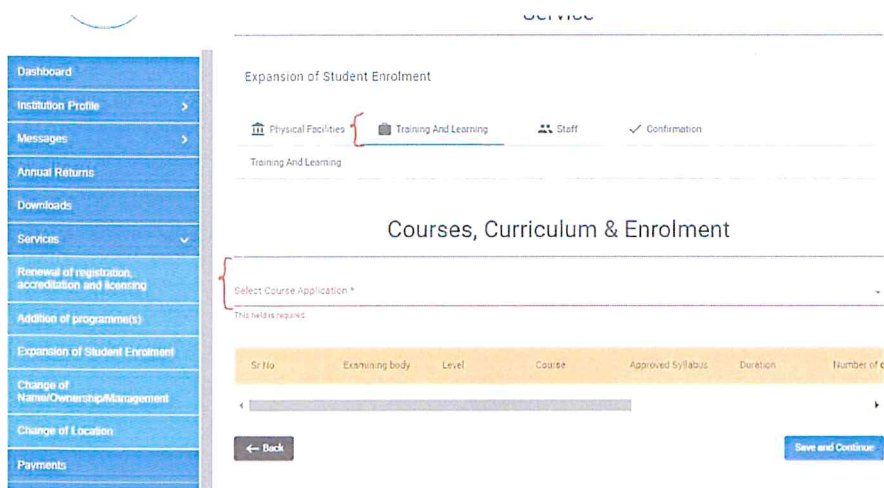 Service
Dashboard
Institution Profile
Messages
Annual Returns
Downloads
Services
Renewal of registration,
accreditation and licensing
Addition of programme(s)
Expansion of Student Enrolment
Change of
Name/Ownership/Management
Change of Location
Payments
Expansion of Student Enrolment
Physical Facilities Training And Learning Staff Confirmation
Training And Learning
Courses, Curriculum & Enrolment
Select Course Application *
This field is required.
Sr No Examining body Level Course Approved Syllabus Duration Number of c
← Back Save and Continue